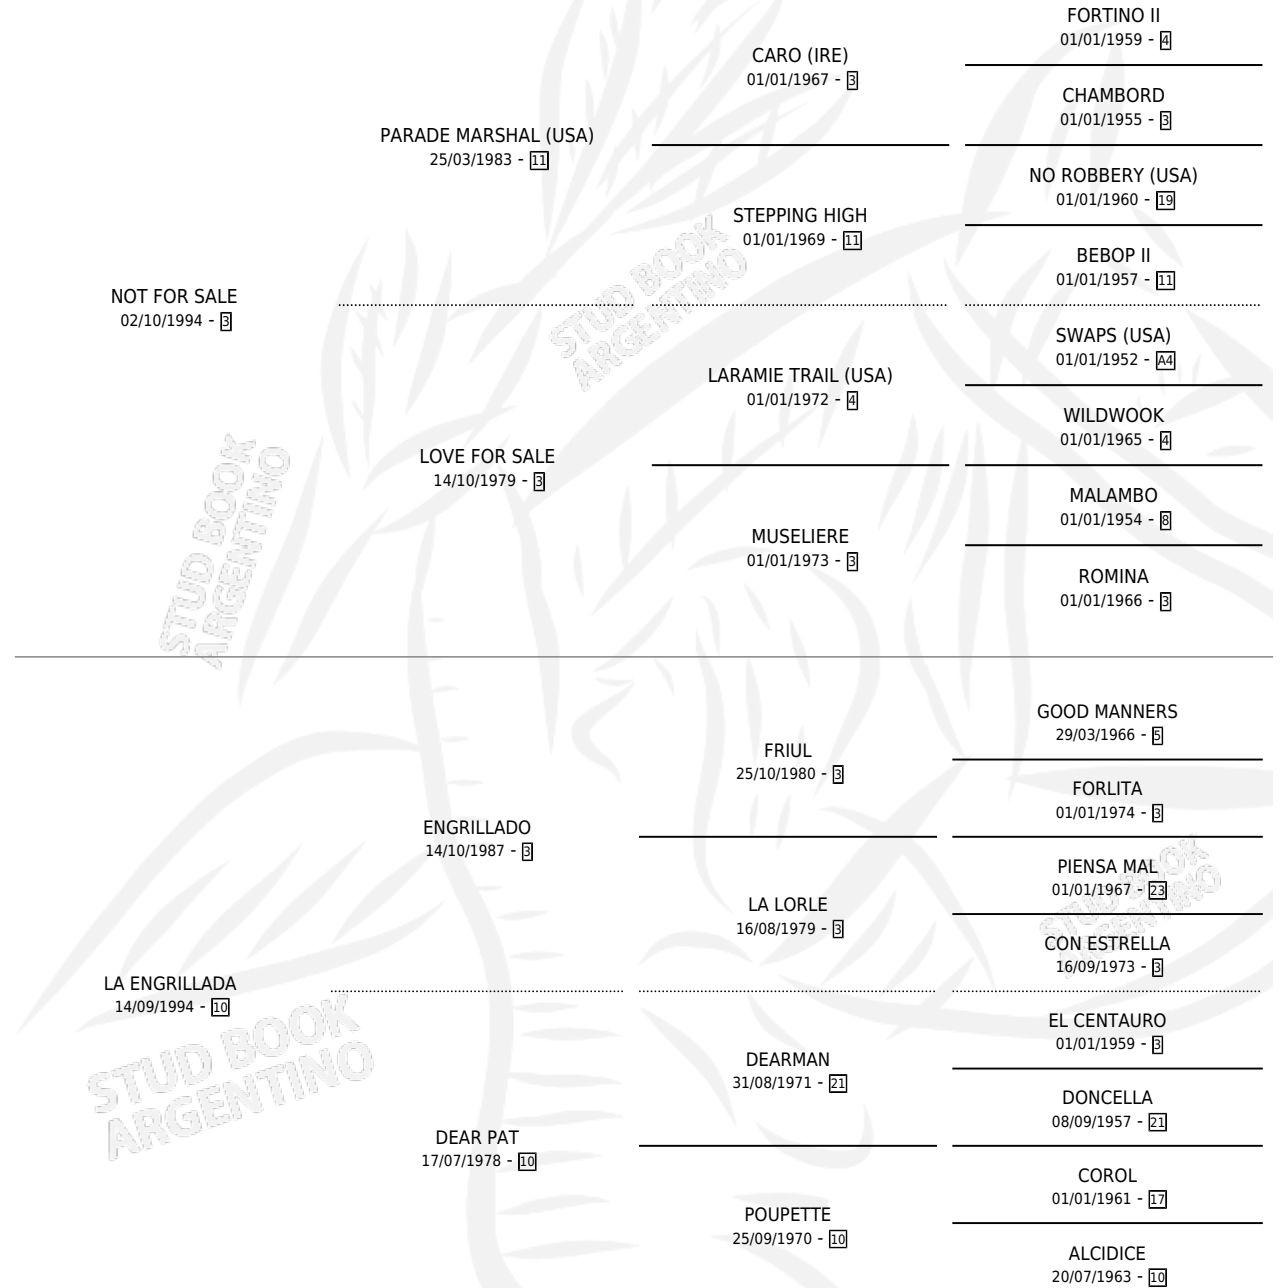 FORTINO II
01/01/1959 - 4
CARO (IRE)
01/01/1967 - 3
CHAMBORD
01/01/1955 - 3
PARADE MARSHAL (USA)
25/03/1983 - 11
NO ROBBERY (USA)
01/01/1960 - 19
STEPPING HIGH
01/01/1969 - 11
BEBOP II
01/01/1957 - 11
NOT FOR SALE
02/10/1994 - 3
STUD BOOK
ARGENTINO
SWAPS (USA)
01/01/1952 - A4
LARAMIE TRAIL (USA)
01/01/1972 - 4
WILDWOOK
01/01/1965 - 4
LOVE FOR SALE
14/10/1979 - 3
MALAMBO
01/01/1954 - 8
MUSELIERE
01/01/1973 - 3
ROMINA
01/01/1966 - 3
STUD BOOK
ARGENTINO
GOOD MANNERS
29/03/1966 - 5
FRIUL
25/10/1980 - 3
FORLITA
01/01/1974 - 3
ENGRILLADO
14/10/1987 - 3
PIENSA MAL
01/01/1967 - 23
LA LORLE
16/08/1979 - 3
STUD BOOK
ARGENTINO
CON ESTRELLA
16/09/1973 - 3
LA ENGRILLADA
14/09/1994 - 10
EL CENTAURO
01/01/1959 - 3
STUD BOOK
ARGENTINO
DEARMAN
31/08/1971 - 21
DONCELLA
08/09/1957 - 21
DEAR PAT
17/07/1978 - 10
COROL
01/01/1961 - 17
POUPETTE
25/09/1970 - 10
ALCIDICE
20/07/1963 - 10